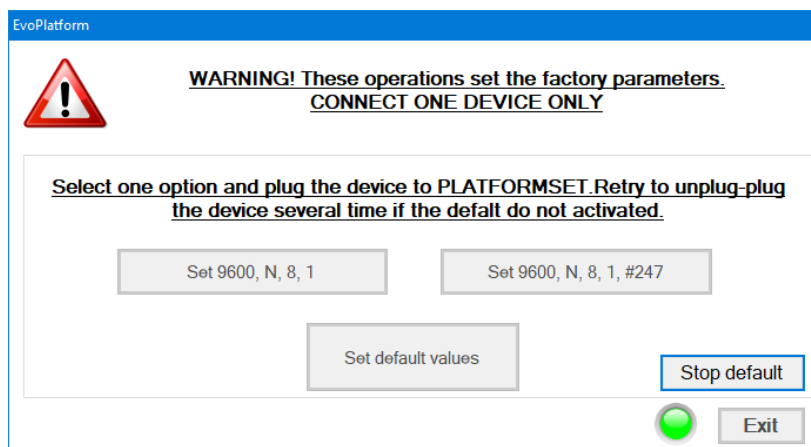 EvoPlatform
WARNING! These operations set the factory parameters.
CONNECT ONE DEVICE ONLY
Select one option and plug the device to PLATFORMSET.Retry to unplug-plug
the device several time if the defalt do not activated.
Set 9600, N, 8, 1
Set 9600, N, 8, 1, #247
Set default values
Stop default
Exit